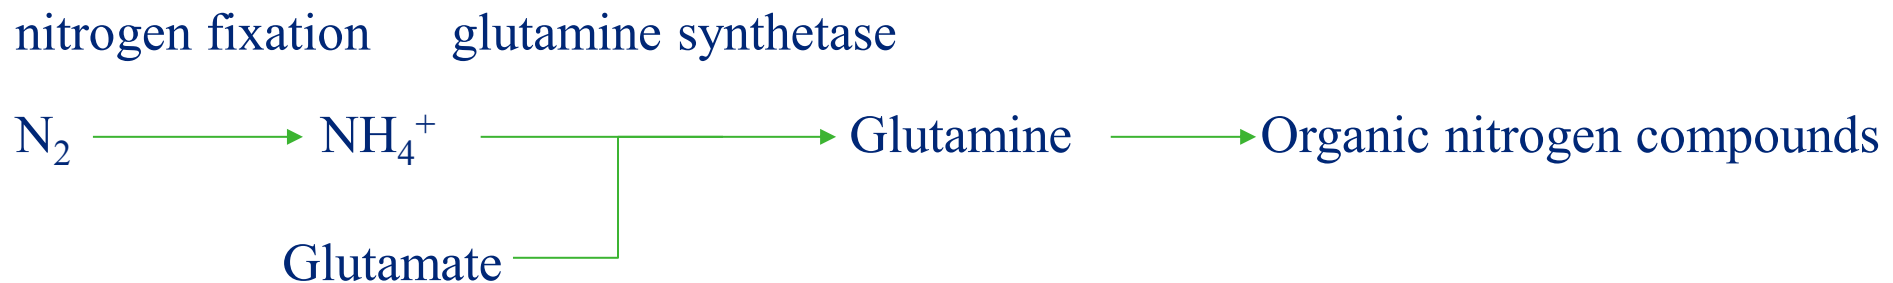 nitrogen fixation glutamine synthetase
N₂ NH₄⁺ Glutamine Organic nitrogen compounds
Glutamate